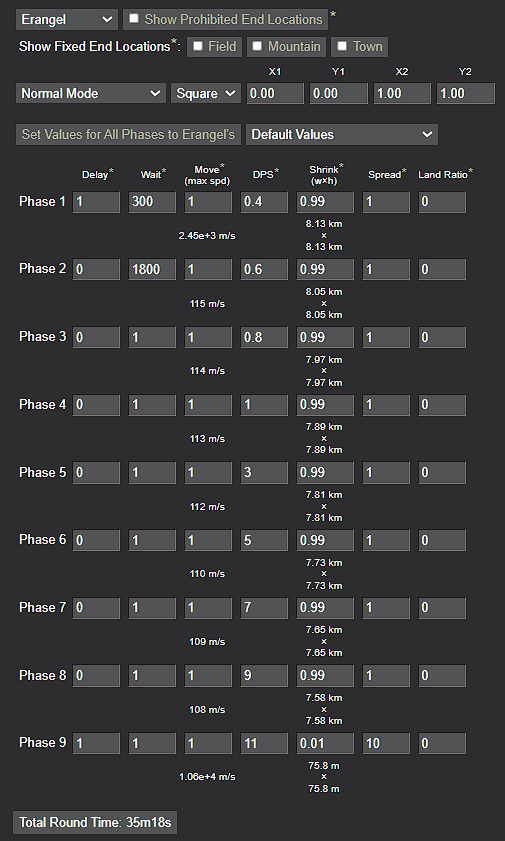 Erangel Show Prohibited End Locations *
Show Fixed End Locations*: Field Mountain Town
X1 Y1 X2 Y2
Normal Mode Square 0.00 0.00 1.00 1.00
Set Values for All Phases to Erangel's Default Values
Delay* Wait* Move* (max spd) DPS* Shrink* (w×h) Spread* Land Ratio*
Phase 1 1 300 1 0.4 0.99 1 0
2.45e+3 m/s 8.13 km × 8.13 km
Phase 2 0 1800 1 0.6 0.99 1 0
115 m/s 8.05 km × 8.05 km
Phase 3 0 1 1 0.8 0.99 1 0
114 m/s 7.97 km × 7.97 km
Phase 4 0 1 1 1 0.99 1 0
113 m/s 7.89 km × 7.89 km
Phase 5 0 1 1 3 0.99 1 0
112 m/s 7.81 km × 7.81 km
Phase 6 0 1 1 5 0.99 1 0
110 m/s 7.73 km × 7.73 km
Phase 7 0 1 1 7 0.99 1 0
109 m/s 7.65 km × 7.65 km
Phase 8 0 1 1 9 0.99 1 0
108 m/s 7.58 km × 7.58 km
Phase 9 1 1 1 11 0.01 10 0
1.06e+4 m/s 75.8 m × 75.8 m
Total Round Time: 35m18s